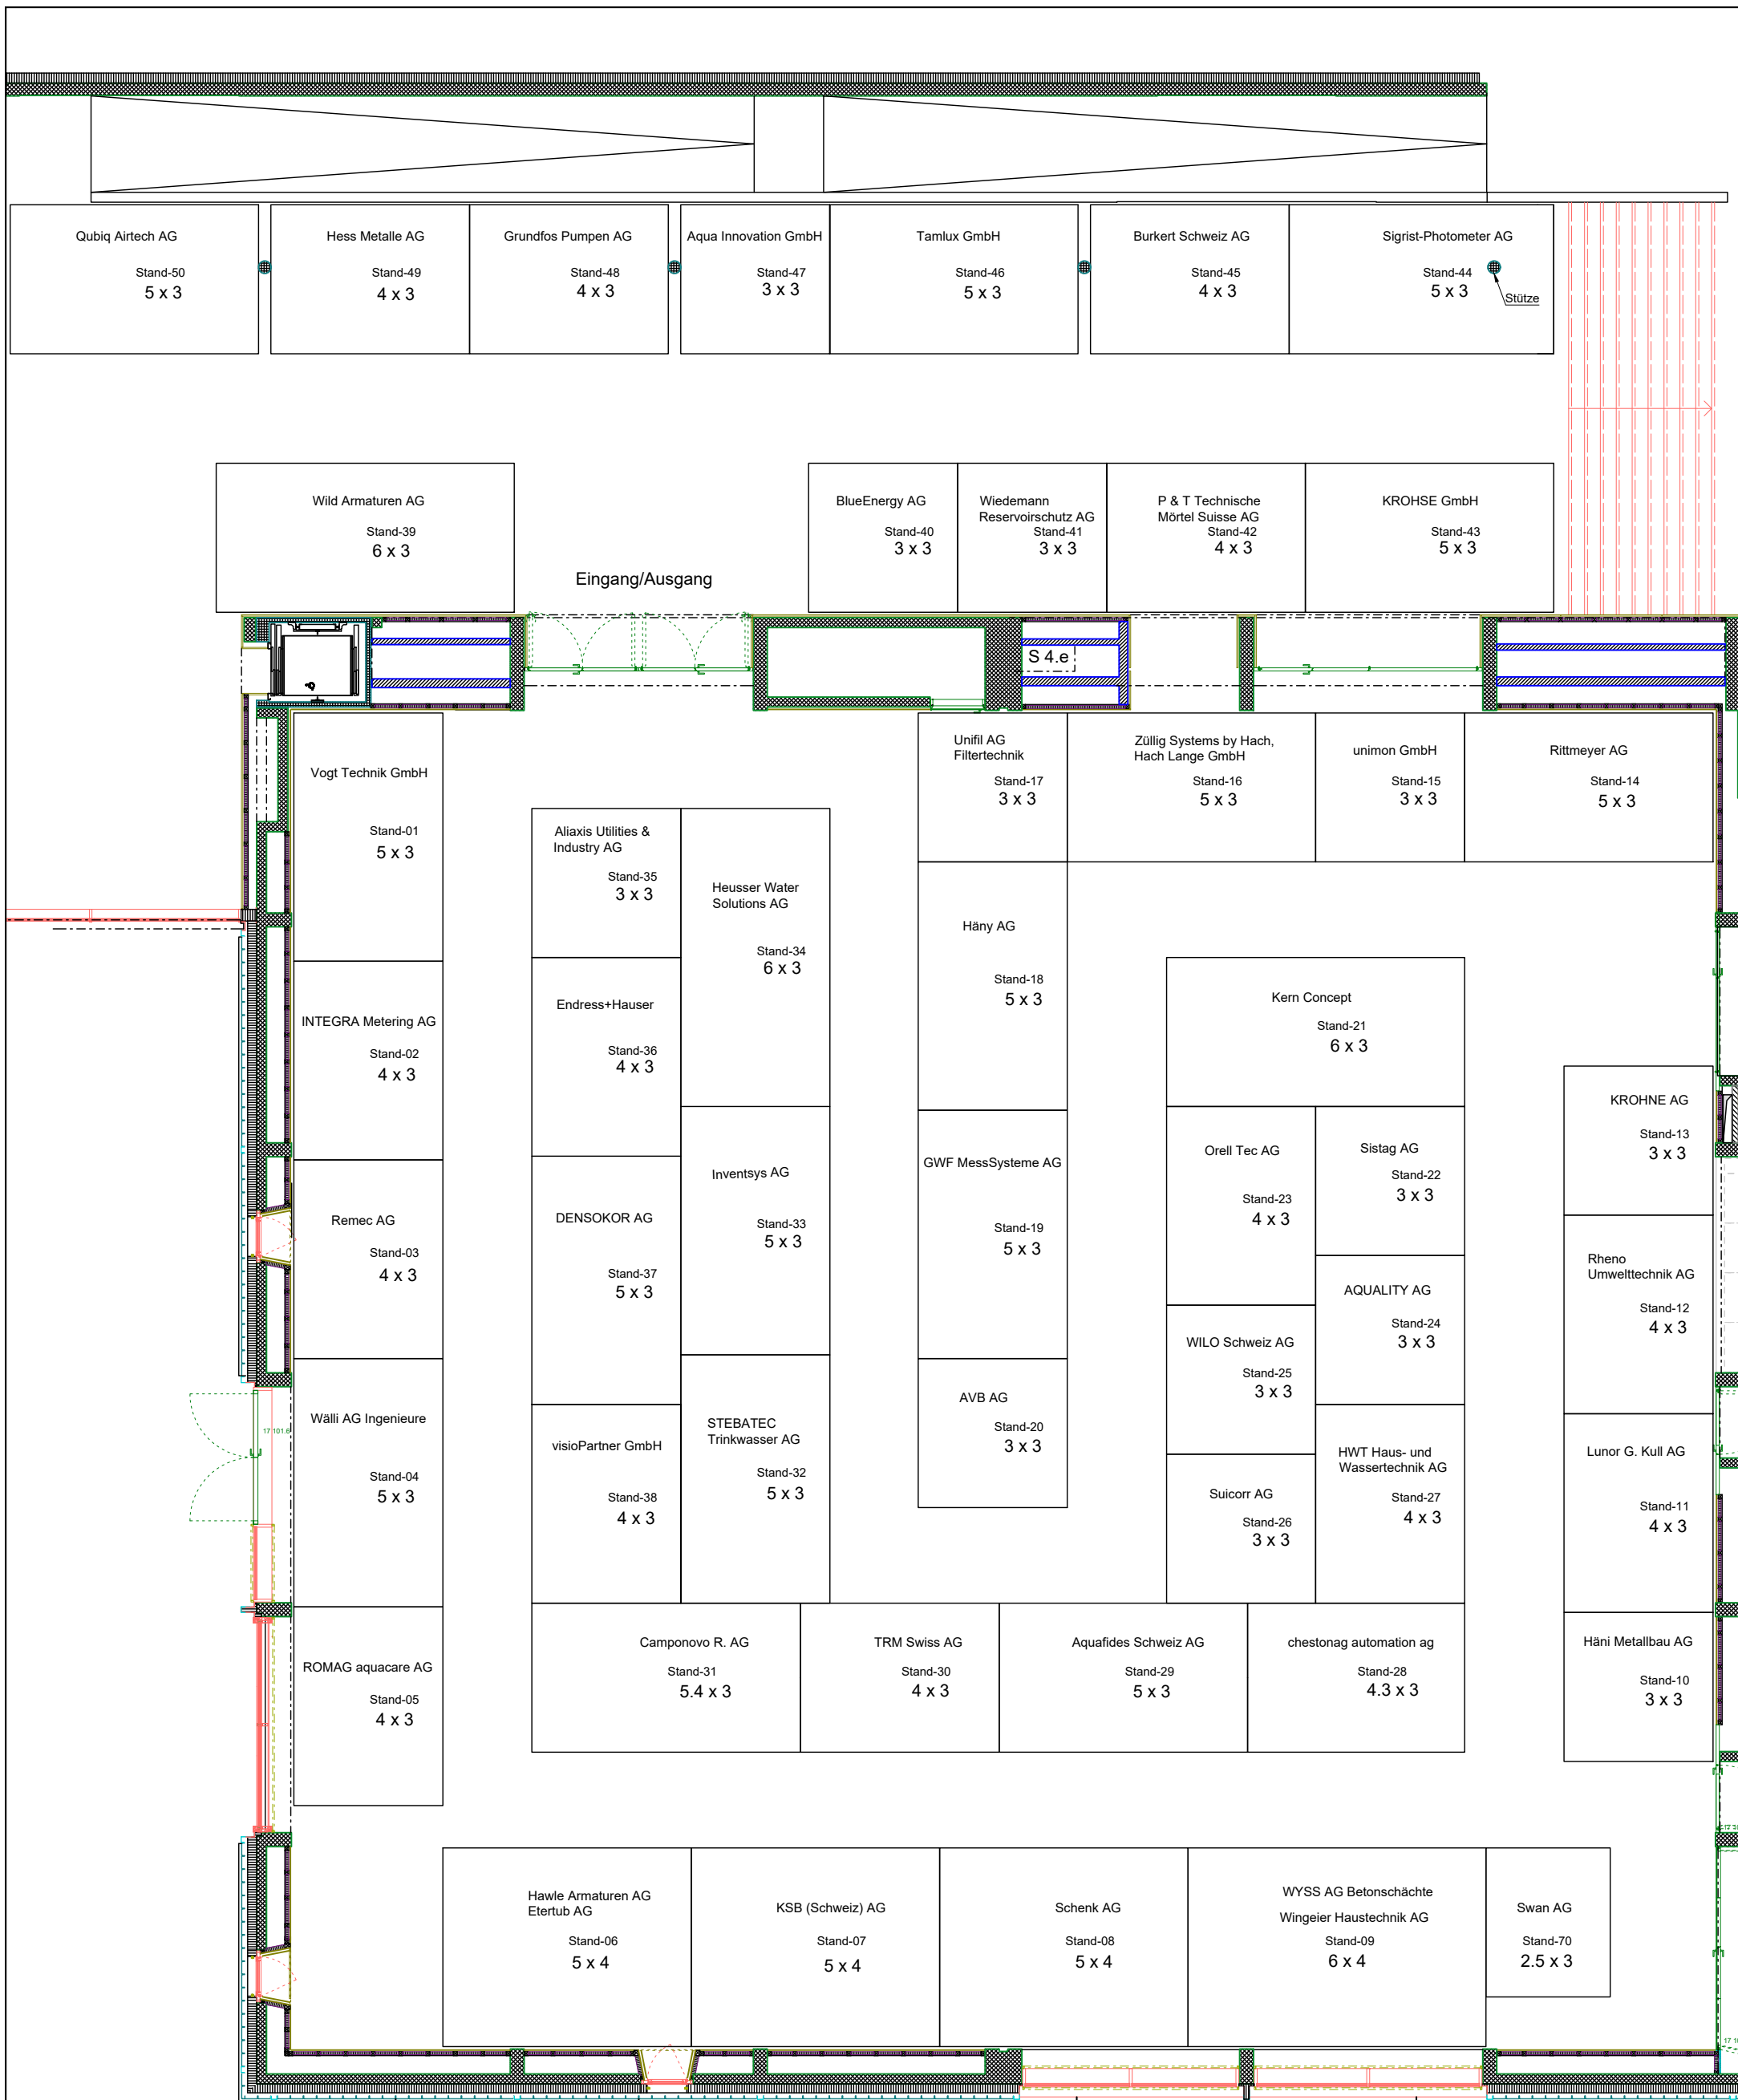 Qubiq Airtech AG
Stand-50
5 x 3
Hess Metalle AG
Stand-49
4 x 3
Grundfos Pumpen AG
Stand-48
4 x 3
Aqua Innovation GmbH
Stand-47
3 x 3
Tamlux GmbH
Stand-46
5 x 3
Burkert Schweiz AG
Stand-45
4 x 3
Sigrist-Photometer AG
Stand-44
5 x 3
Stütze
Wild Armaturen AG
Stand-39
6 x 3
Eingang/Ausgang
BlueEnergy AG
Stand-40
3 x 3
Wiedemann
Reservoirschutz AG
Stand-41
3 x 3
P & T Technische
Mörtel Suisse AG
Stand-42
4 x 3
KROHSE GmbH
Stand-43
5 x 3
S 4.e
Vogt Technik GmbH
Stand-01
5 x 3
INTEGRA Metering AG
Stand-02
4 x 3
Remec AG
Stand-03
4 x 3
Wälli AG Ingenieure
Stand-04
5 x 3
17 101.6
ROMAG aquacare AG
Stand-05
4 x 3
Aliaxis Utilities &
Industry AG
Stand-35
3 x 3
Heusser Water
Solutions AG
Stand-34
6 x 3
Endress+Hauser
Stand-36
4 x 3
Inventsys AG
Stand-33
5 x 3
DENSOKOR AG
Stand-37
5 x 3
visioPartner GmbH
Stand-38
4 x 3
STEBATEC
Trinkwasser AG
Stand-32
5 x 3
Unifil AG
Filtertechnik
Stand-17
3 x 3
Züllig Systems by Hach,
Hach Lange GmbH
Stand-16
5 x 3
unimon GmbH
Stand-15
3 x 3
Rittmeyer AG
Stand-14
5 x 3
Häny AG
Stand-18
5 x 3
GWF MessSysteme AG
Stand-19
5 x 3
AVB AG
Stand-20
3 x 3
Kern Concept
Stand-21
6 x 3
Orell Tec AG
Stand-23
4 x 3
Sistag AG
Stand-22
3 x 3
AQUALITY AG
Stand-24
3 x 3
WILO Schweiz AG
Stand-25
3 x 3
HWT Haus- und
Wassertechnik AG
Stand-27
4 x 3
Suicorr AG
Stand-26
3 x 3
KROHNE AG
Stand-13
3 x 3
Rheno
Umwelttechnik AG
Stand-12
4 x 3
Lunor G. Kull AG
Stand-11
4 x 3
Häni Metallbau AG
Stand-10
3 x 3
Camponovo R. AG
Stand-31
5.4 x 3
TRM Swiss AG
Stand-30
4 x 3
Aquafides Schweiz AG
Stand-29
5 x 3
chestonag automation ag
Stand-28
4.3 x 3
Hawle Armaturen AG
Etertub AG
Stand-06
5 x 4
KSB (Schweiz) AG
Stand-07
5 x 4
Schenk AG
Stand-08
5 x 4
WYSS AG Betonschächte
Wingeier Haustechnik AG
Stand-09
6 x 4
Swan AG
Stand-70
2.5 x 3